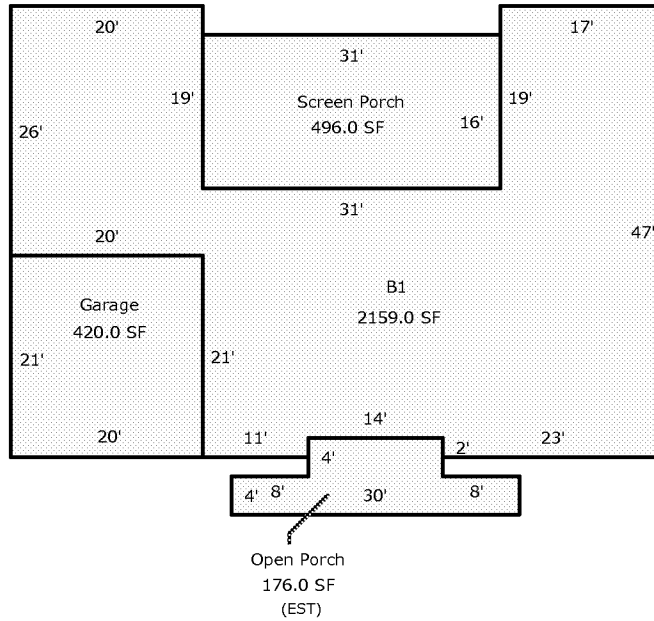 20'
17'
31'
19'
Screen Porch
496.0 SF
16'
19'
26'
31'
20'
47'
Garage
420.0 SF
B1
2159.0 SF
21'
21'
20'
11'
14'
2'
23'
4'
4'
8'
30'
8'
Open Porch
176.0 SF
(EST)